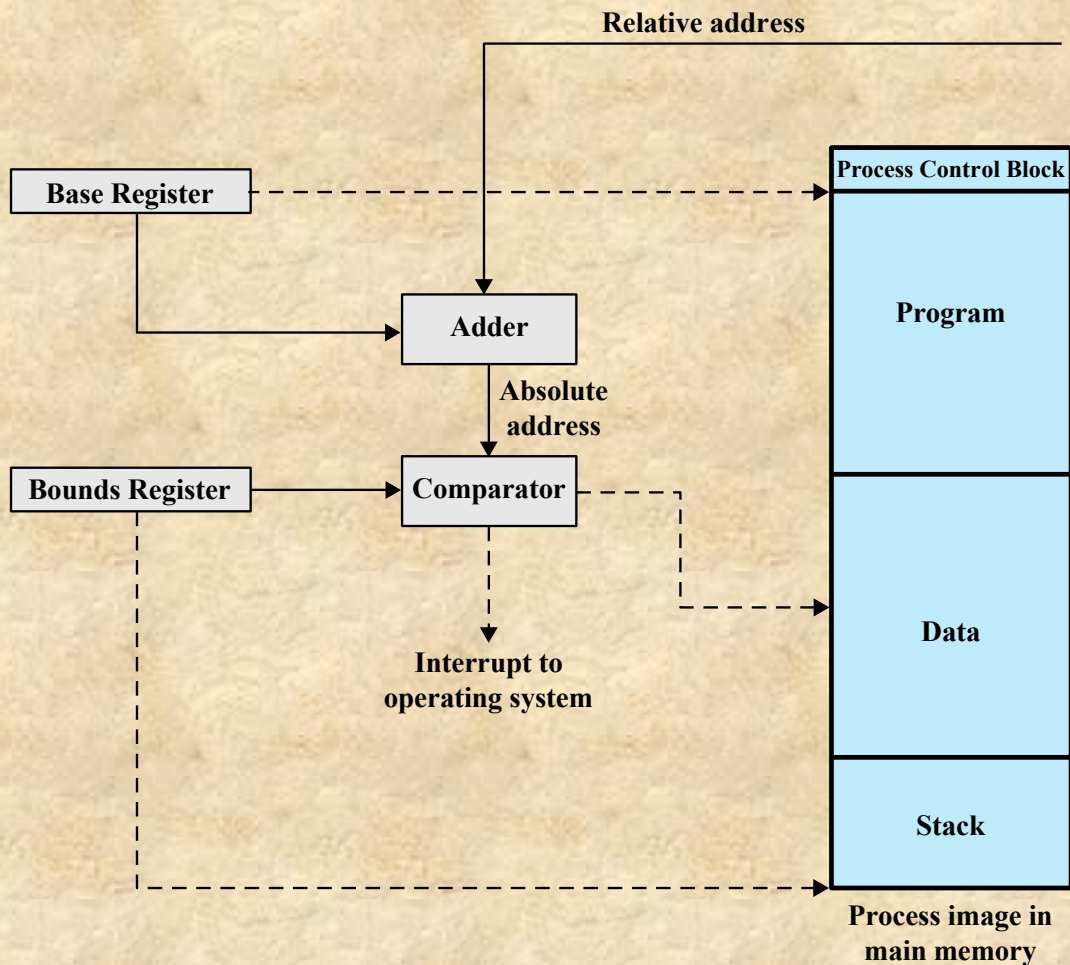 Relative address
Process Control Block
Base Register
Program
Adder
Absolute
address
Bounds Register
Comparator
Data
Interrupt to
operating system
Stack
Process image in
main memory